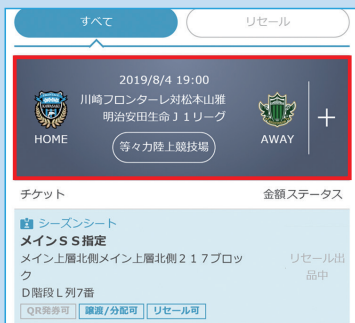 すべて
リセール
2019/8/4 19:00
川崎フロンターレ対松本山雅
明治安田生命J1リーグ
HOME
等々力陸上競技場
AWAY
チケット
金額ステータス
シーズンシート
メインSS指定
メイン上層北側メイン上層北側217ブロッ
ク
D階段L列7番
リセール出
品中
QR発券可 譲渡/分配可 リセール可